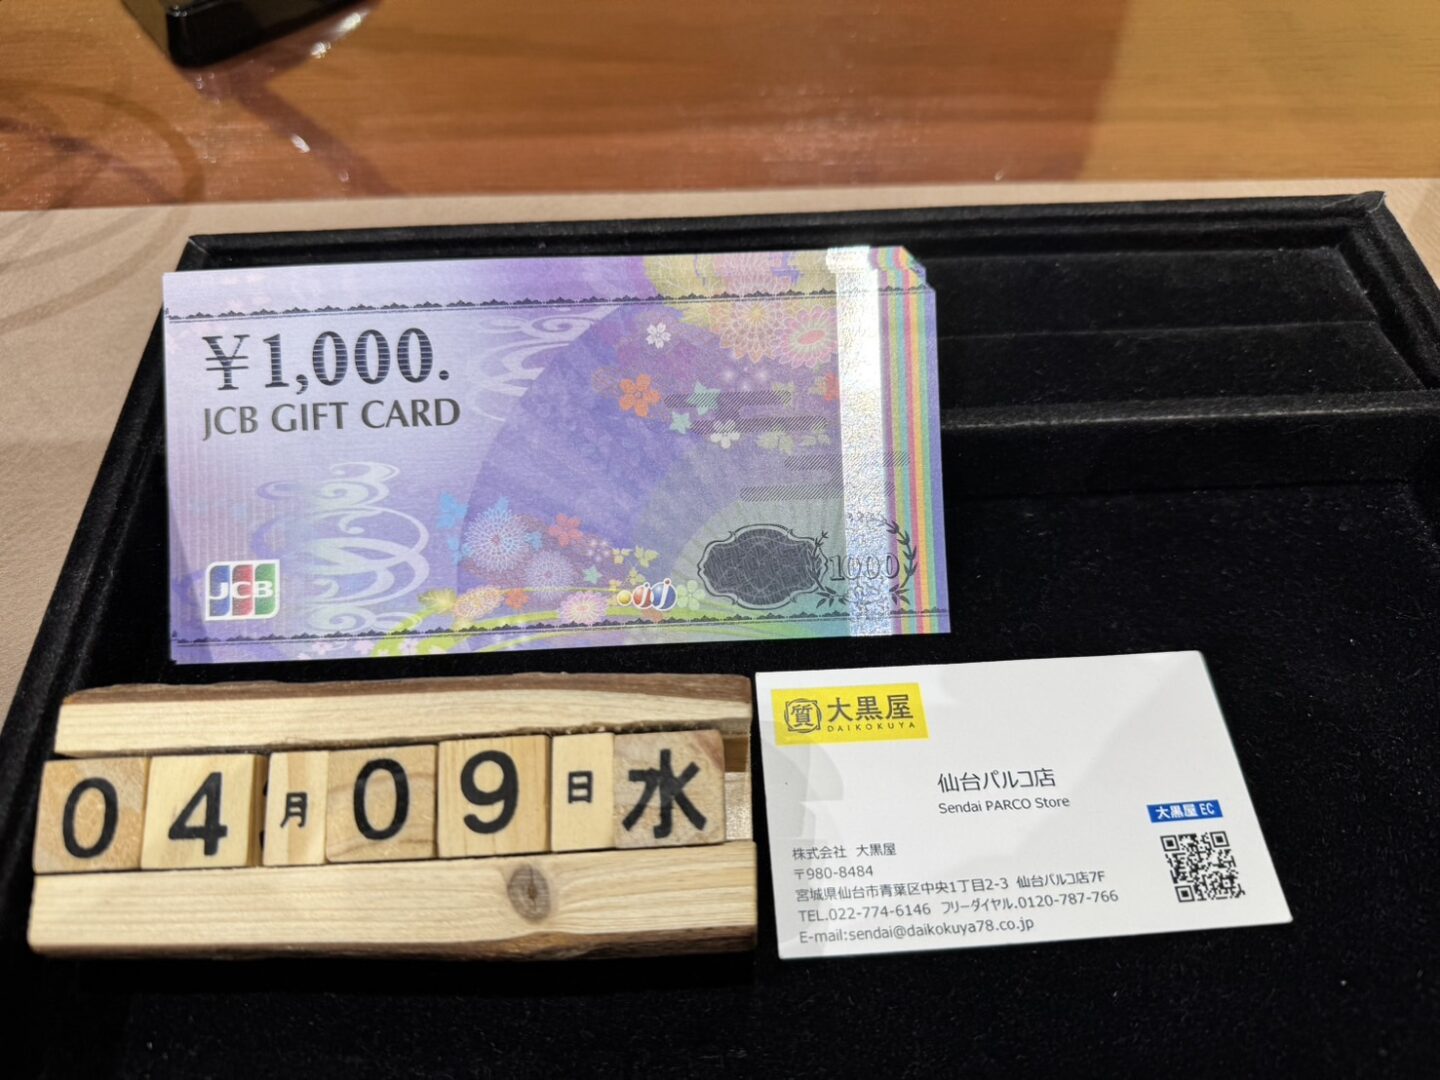 ¥1,000.
JCB GIFT CARD
JCB
1000
04月09日水
質 大黒屋
DAIKOKUYA
仙台パルコ店
Sendai PARCO Store
大黒屋 EC
株式会社 大黒屋
〒980-8484
宮城県仙台市青葉区中央1丁目2-3 仙台パルコ店7F
TEL.022-774-6146 フリーダイヤル.0120-787-766
E-mail:sendai@daikokuya78.co.jp